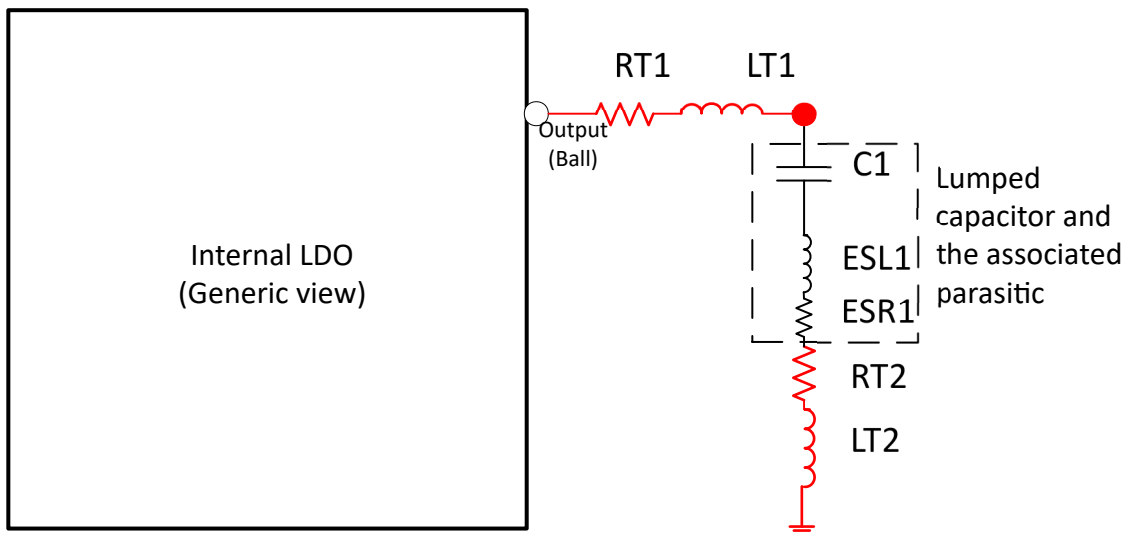 RT1
LT1
Output
(Ball)
C1
Lumped
capacitor and
the associated
parasitic
Internal LDO
(Generic view)
ESL1
ESR1
RT2
LT2